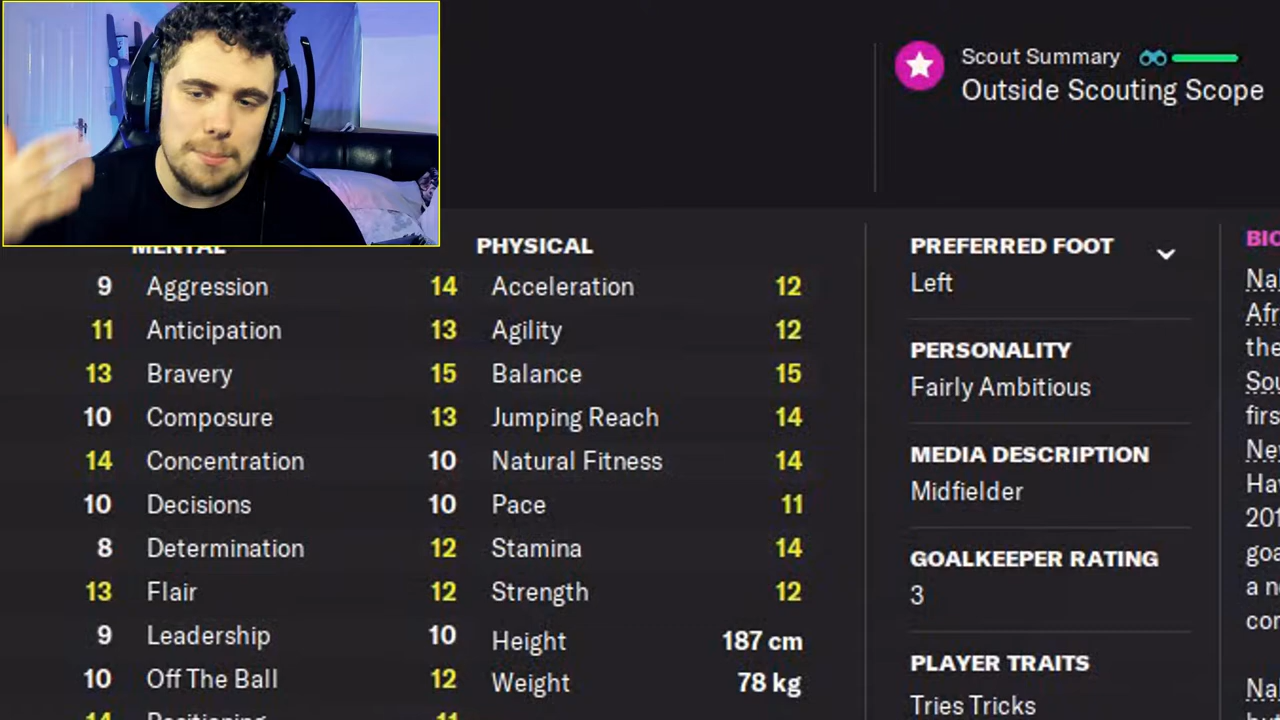 Scout Summary
Outside Scouting Scope
MENTAL
9 Aggression 14
11 Anticipation 13
13 Bravery 15
10 Composure 13
14 Concentration 10
10 Decisions 10
8 Determination 12
13 Flair 12
9 Leadership 10
10 Off The Ball 12
14 Positioning 11
PHYSICAL
Acceleration 12
Agility 12
Balance 15
Jumping Reach 14
Natural Fitness 14
Pace 11
Stamina 14
Strength 12
Height 187 cm
Weight 78 kg
PREFERRED FOOT
Left
PERSONALITY
Fairly Ambitious
MEDIA DESCRIPTION
Midfielder
GOALKEEPER RATING
3
PLAYER TRAITS
Tries Tricks
the